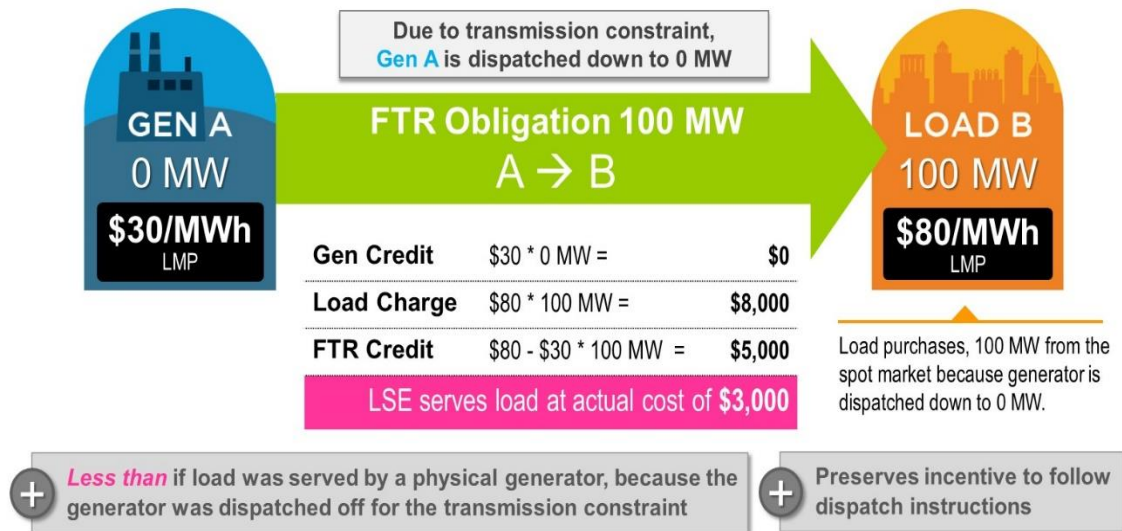 Due to transmission constraint,
Gen A is dispatched down to 0 MW
GEN A
0 MW
$30/MWh
LMP
FTR Obligation 100 MW
A → B
LOAD B
100 MW
$80/MWh
LMP
Gen Credit $30 * 0 MW = $0
Load Charge $80 * 100 MW = $8,000
FTR Credit $80 - $30 * 100 MW = $5,000
LSE serves load at actual cost of $3,000
Load purchases, 100 MW from the
spot market because generator is
dispatched down to 0 MW.
+ Less than if load was served by a physical generator, because the
generator was dispatched off for the transmission constraint
+ Preserves incentive to follow
dispatch instructions